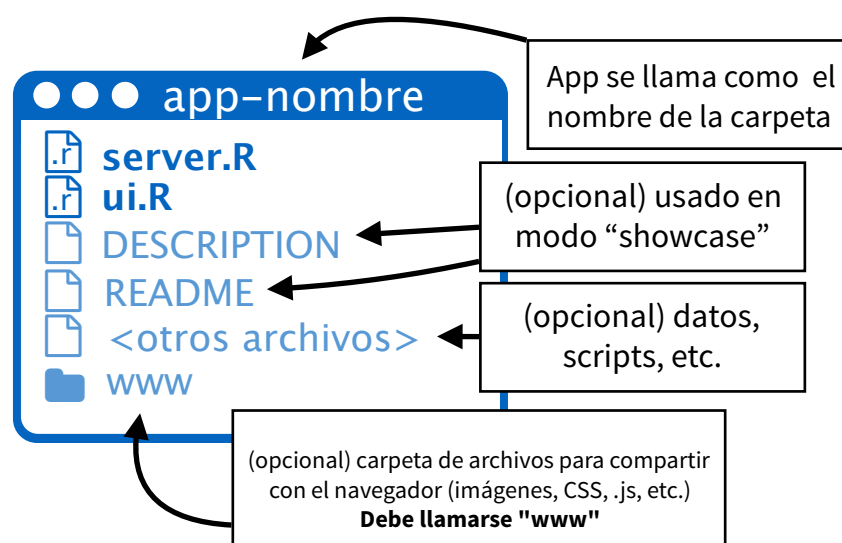 app-nombre
App se llama como el
nombre de la carpeta
.r server.R
.r ui.R
DESCRIPTION
README
<otros archivos>
www
(opcional) usado en
modo “showcase”
(opcional) datos,
scripts, etc.
(opcional) carpeta de archivos para compartir
con el navegador (imágenes, CSS, .js, etc.)
Debe llamarse "www"